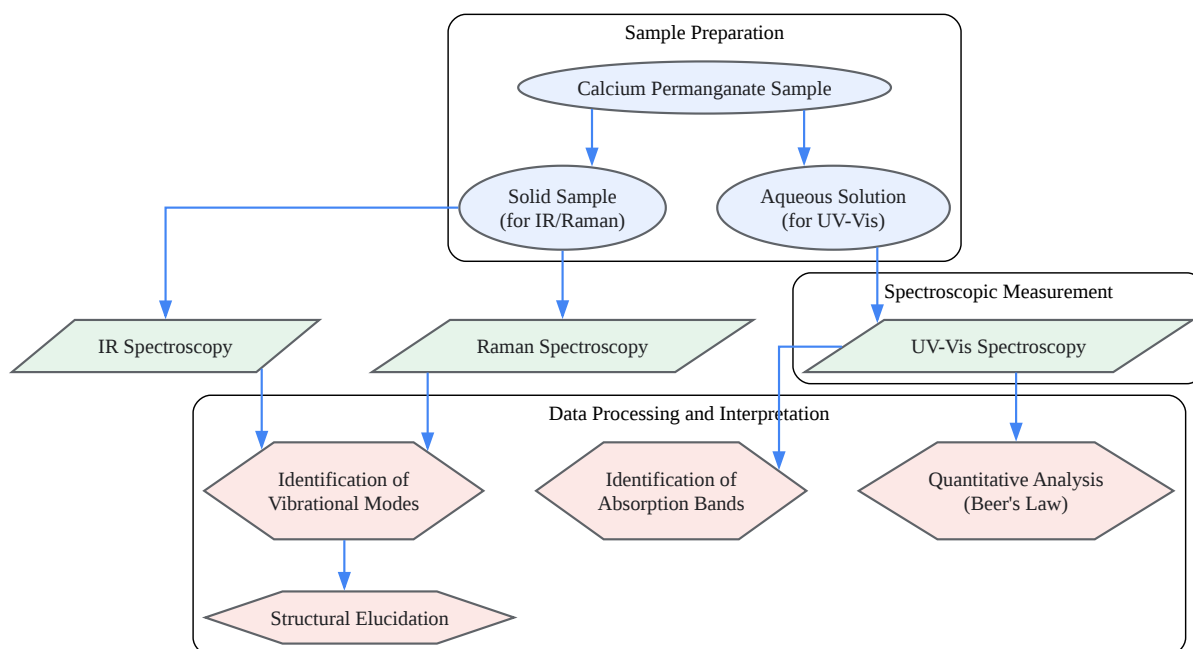 Sample Preparation
Calcium Permanganate Sample
Solid Sample
(for IR/Raman)
Aqueous Solution
(for UV-Vis)
Spectroscopic Measurement
IR Spectroscopy
Raman Spectroscopy
UV-Vis Spectroscopy
Data Processing and Interpretation
Identification of
Vibrational Modes
Identification of
Absorption Bands
Quantitative Analysis
(Beer's Law)
Structural Elucidation